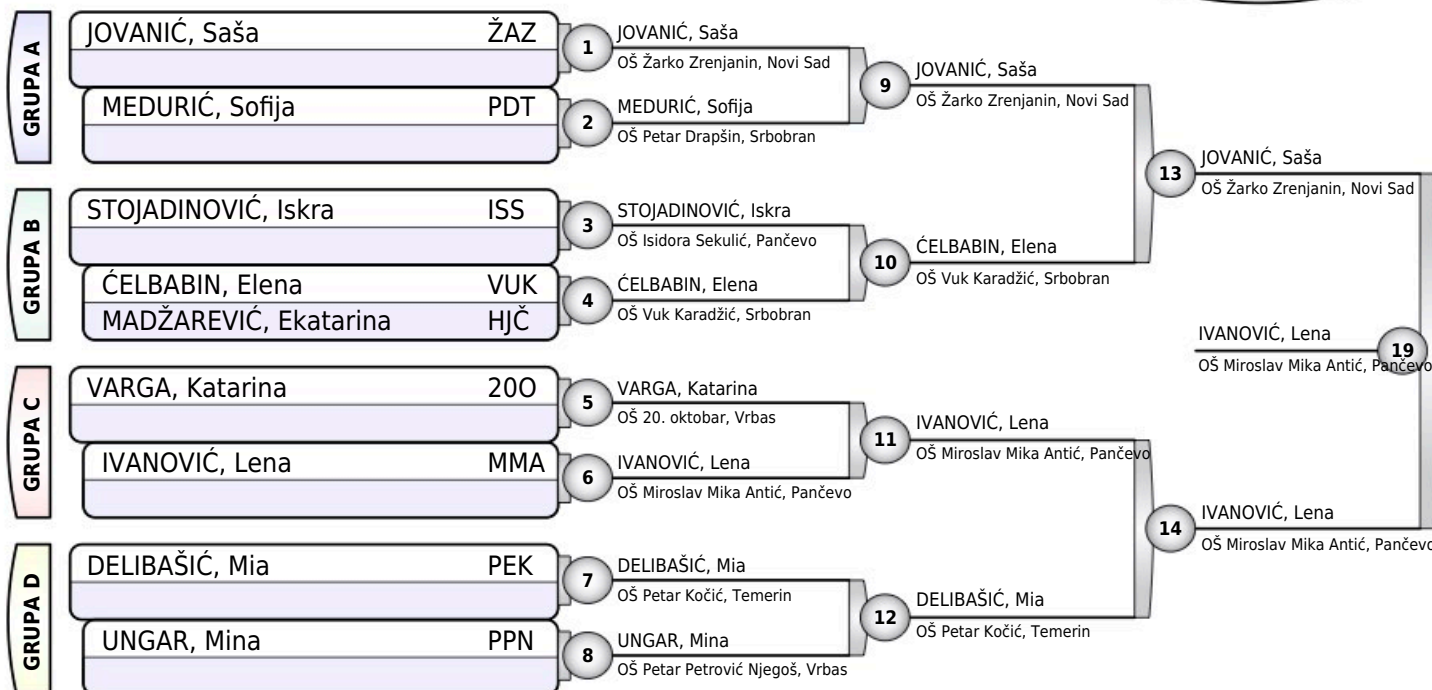 GRUPA A
JOVANIĆ, Saša ŽAZ
MEDURIĆ, Sofija PDT
GRUPA B
STOJADINOVIĆ, Iskra ISS
ĆELBABIN, Elena VUK
MADŽAREVIĆ, Ekatarina HJČ
GRUPA C
VARGA, Katarina 20O
IVANOVIĆ, Lena MMA
GRUPA D
DELIBAŠIĆ, Mia PEK
UNGAR, Mina PPN
1
JOVANIĆ, Saša
OŠ Žarko Zrenjanin, Novi Sad
2
MEDURIĆ, Sofija
OŠ Petar Drapšin, Srbobran
3
STOJADINOVIĆ, Iskra
OŠ Isidora Sekulić, Pančevo
4
ĆELBABIN, Elena
OŠ Vuk Karadžić, Srbobran
5
VARGA, Katarina
OŠ 20. oktobar, Vrbas
6
IVANOVIĆ, Lena
OŠ Miroslav Mika Antić, Pančevo
7
DELIBAŠIĆ, Mia
OŠ Petar Kočić, Temerin
8
UNGAR, Mina
OŠ Petar Petrović Njegoš, Vrbas
9
JOVANIĆ, Saša
OŠ Žarko Zrenjanin, Novi Sad
10
ĆELBABIN, Elena
OŠ Vuk Karadžić, Srbobran
11
IVANOVIĆ, Lena
OŠ Miroslav Mika Antić, Pančevo
12
DELIBAŠIĆ, Mia
OŠ Petar Kočić, Temerin
13
JOVANIĆ, Saša
OŠ Žarko Zrenjanin, Novi Sad
14
IVANOVIĆ, Lena
OŠ Miroslav Mika Antić, Pančevo
19
IVANOVIĆ, Lena
OŠ Miroslav Mika Antić, Pančevo